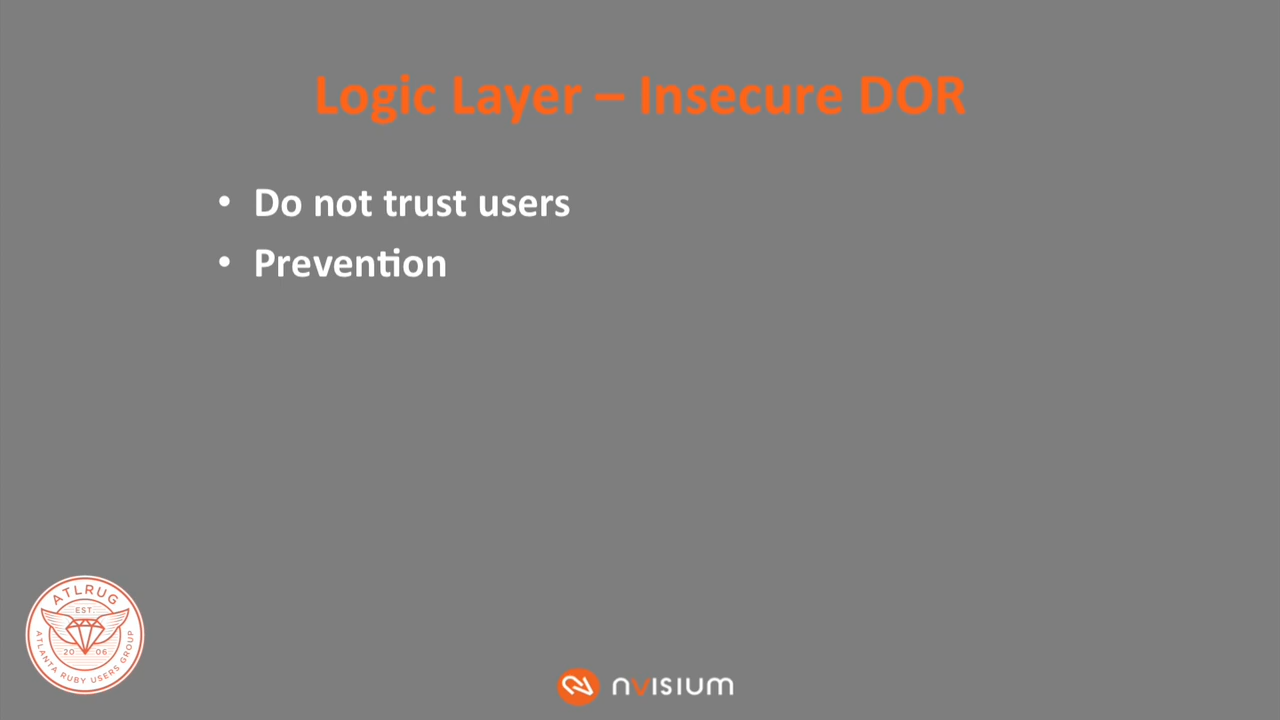 Logic Layer – Insecure DOR
• Do not trust users
• Prevention
ATLRUG
EST.
20 06
ATLANTA RUBY USERS GROUP
nVISIUM